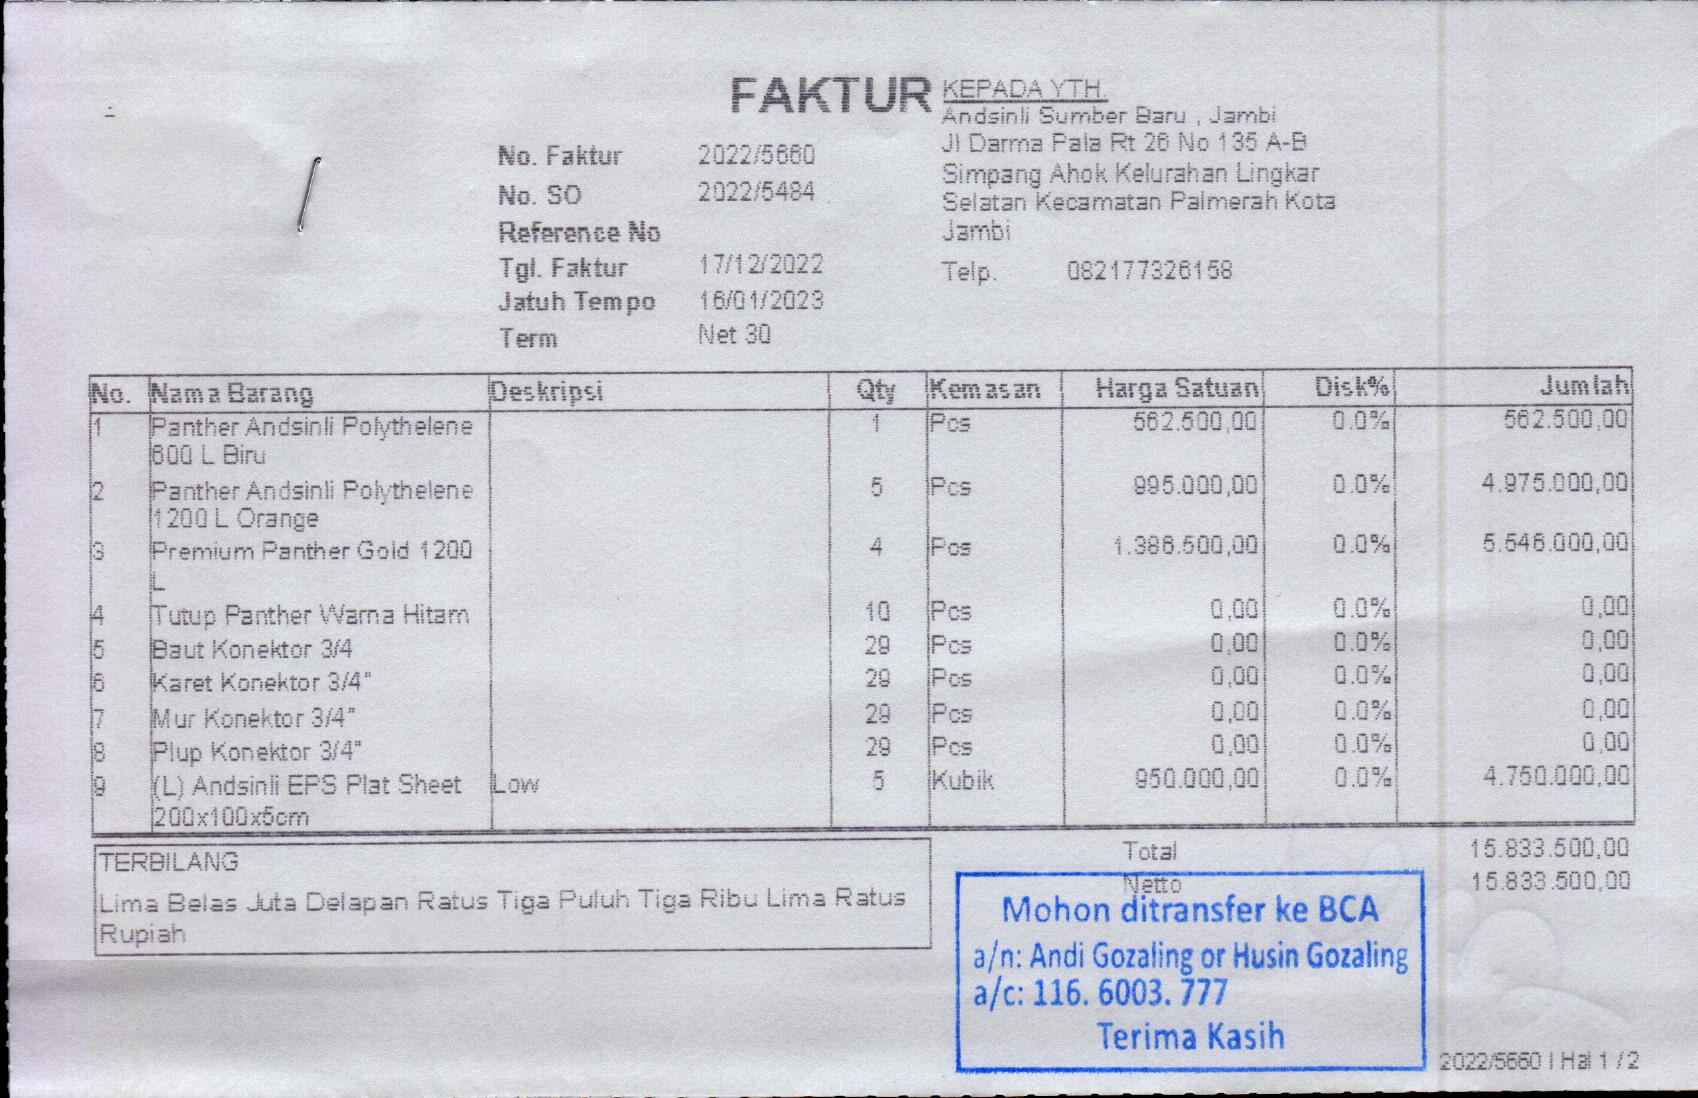 FAKTUR
KEPADA YTH.
Andsinli Sumber Baru , Jambi
Jl Darma Pala Rt 26 No 135 A-B
Simpang Ahok Kelurahan Lingkar
Selatan Kecamatan Palmerah Kota
Jambi
Telp. 082177326158
No. Faktur 2022/5660
No. SO 2022/5484
Reference No
Tgl. Faktur 17/12/2022
Jatuh Tempo 16/01/2023
Term Net 30
No. Nama Barang Deskripsi Qty Kemasan Harga Satuan Disk% Jumlah
1 Panther Andsinli Polythelene 1 Pcs 562.500,00 0.0% 562.500,00
600 L Biru
2 Panther Andsinli Polythelene 5 Pcs 995.000,00 0.0% 4.975.000,00
1200 L Orange
3 Premium Panther Gold 1200 4 Pcs 1.386.500,00 0.0% 5.546.000,00
L
4 Tutup Panther Warna Hitam 10 Pcs 0,00 0.0% 0,00
5 Baut Konektor 3/4 29 Pcs 0,00 0.0% 0,00
6 Karet Konektor 3/4" 29 Pcs 0,00 0.0% 0,00
7 Mur Konektor 3/4" 29 Pcs 0,00 0.0% 0,00
8 Plup Konektor 3/4" 29 Pcs 0,00 0.0% 0,00
9 (L) Andsinli EPS Plat Sheet Low 5 Kubik 950.000,00 0.0% 4.750.000,00
200x100x5cm
TERBILANG
Lima Belas Juta Delapan Ratus Tiga Puluh Tiga Ribu Lima Ratus
Rupiah
Total 15.833.500,00
Netto 15.833.500,00
Mohon ditransfer ke BCA
a/n: Andi Gozaling or Husin Gozaling
a/c: 116. 6003. 777
Terima Kasih
2022/5660 | Hal 1 / 2